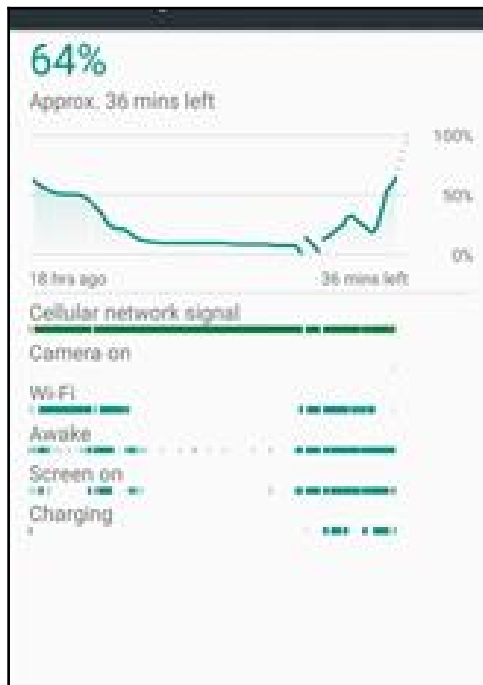 64%
Approx. 36 mins left
100%
50%
0%
18 hrs ago 36 mins left
Cellular network signal
Camera on
Wi-Fi
Awake
Screen on
Charging